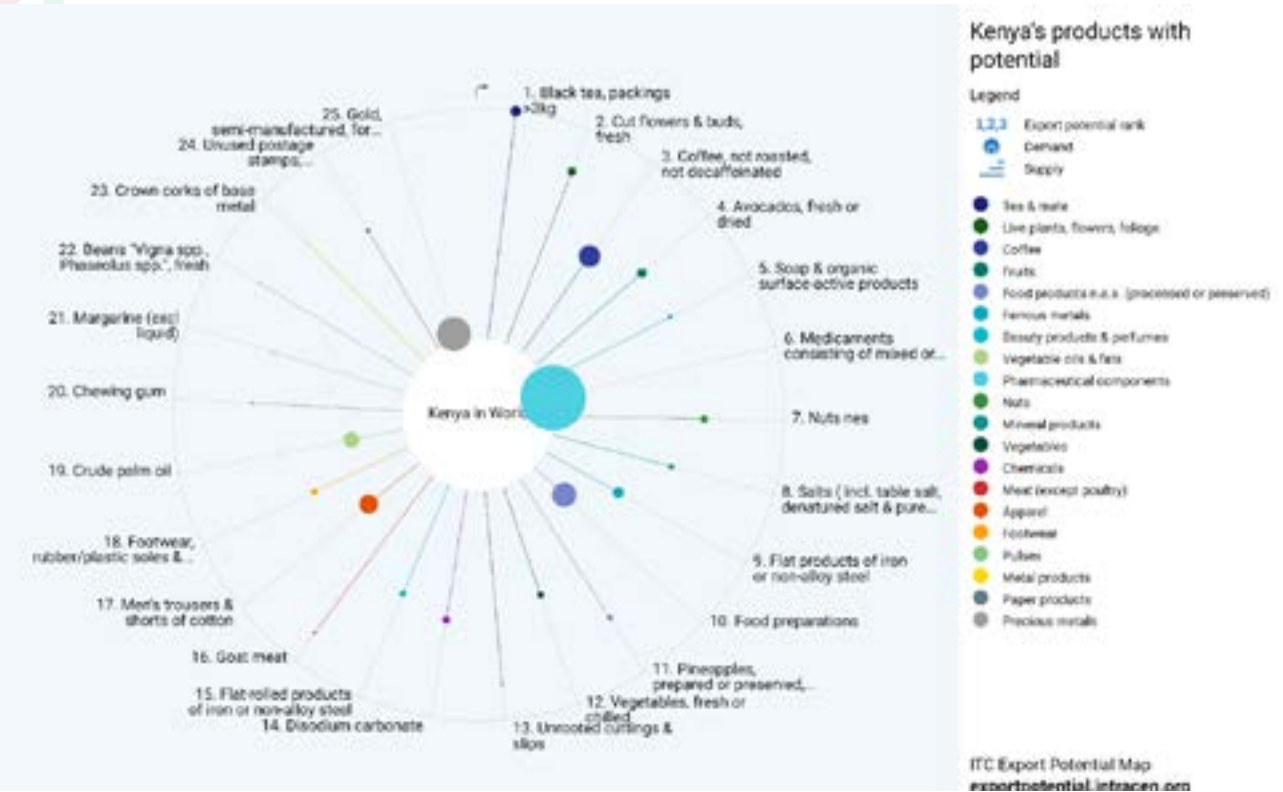 Kenya's products with
potential
Legend
1,2,3 Export potential rank
Demand
Supply
Tea & mate
Live plants, flowers, foliage
Coffee
Fruits
Food products n.e.s. (processed or preserved)
Ferrous metals
Beauty products & perfumes
Vegetable oils & fats
Pharmaceutical components
Nuts
Mineral products
Vegetables
Chemicals
Meat (except poultry)
Apparel
Footwear
Pulses
Metal products
Paper products
Precious metals
ITC Export Potential Map
exportpotential.intracen.org
Kenya in World
1. Black tea, packings
>3kg
2. Cut flowers & buds,
fresh
3. Coffee, not roasted,
not decaffeinated
4. Avocados, fresh or
dried
5. Soap & organic
surface-active products
6. Medicaments
consisting of mixed or...
7. Nuts nes
8. Salts ( incl. table salt,
denatured salt & pure...
9. Flat products of iron
or non-alloy steel
10. Food preparations
11. Pineapples,
prepared or preserved,...
12. Vegetables, fresh or
chilled
13. Unrooted cuttings &
slips
14. Disodium carbonate
15. Flat-rolled products
of iron or non-alloy steel
16. Goat meat
17. Men's trousers &
shorts of cotton
18. Footwear,
rubber/plastic soles &...
19. Crude palm oil
20. Chewing gum
21. Margarine (excl
liquid)
22. Beans "Vigna spp.,
Phaseolus spp.", fresh
23. Crown corks of base
metal
24. Unused postage
stamps,...
25. Gold,
semi-manufactured, for...